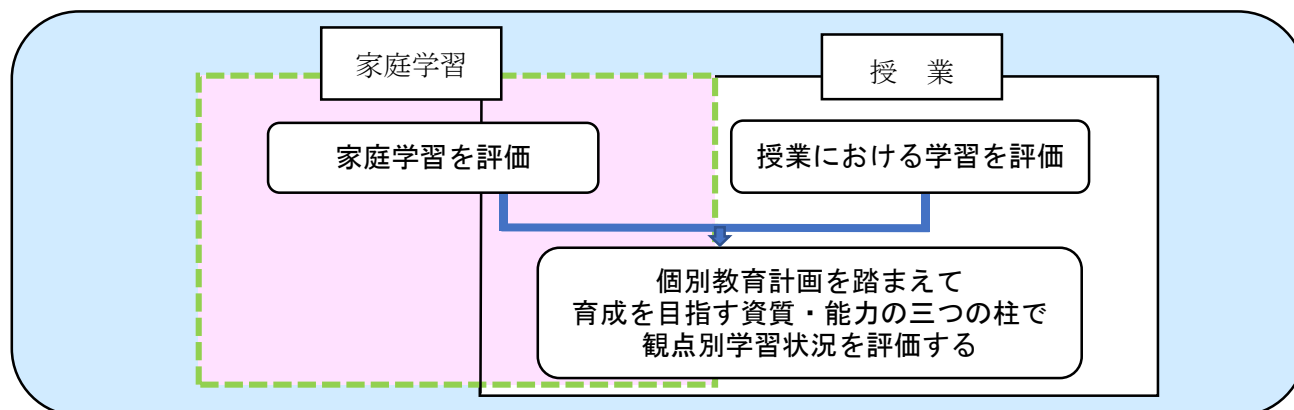 家庭学習
授　業
家庭学習を評価
授業における学習を評価
個別教育計画を踏まえて
育成を目指す資質・能力の三つの柱で
観点別学習状況を評価する